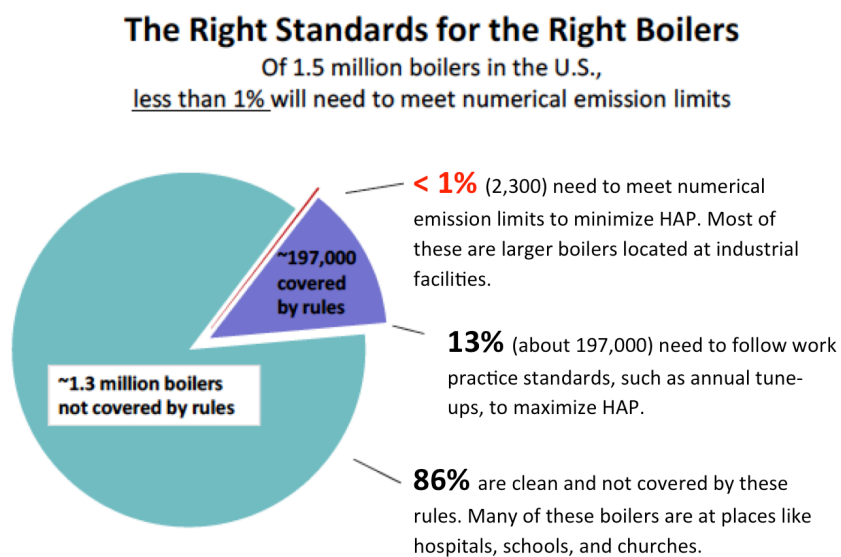 The Right Standards for the Right Boilers
Of 1.5 million boilers in the U.S.,
less than 1% will need to meet numerical emission limits
< 1% (2,300) need to meet numerical
emission limits to minimize HAP. Most of
these are larger boilers located at industrial
facilities.
~197,000
covered
by rules
13% (about 197,000) need to follow work
practice standards, such as annual tune-
ups, to maximize HAP.
~1.3 million boilers
not covered by rules
86% are clean and not covered by these
rules. Many of these boilers are at places like
hospitals, schools, and churches.